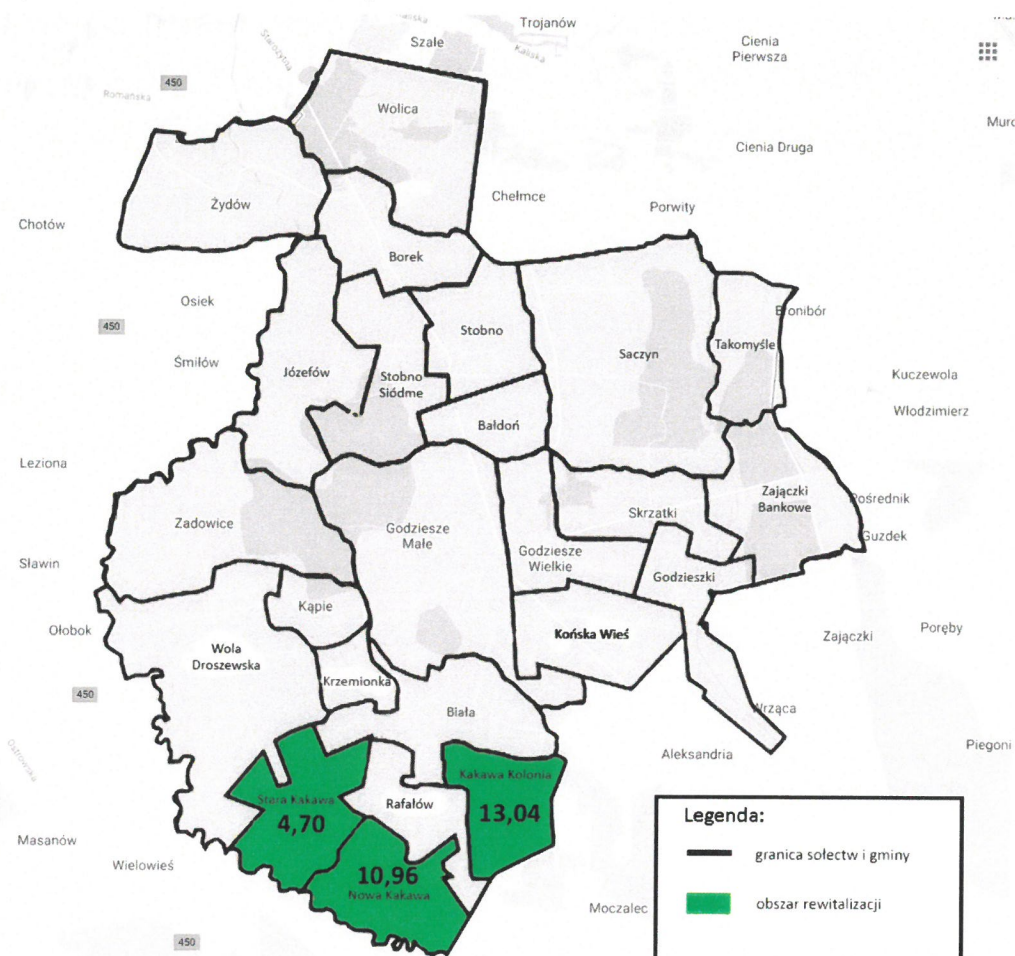 Trojanów
Szałe
Kaliska
Starożytna
Cienia
Pierwsza
450
Romańska
Wolica
Cienia Druga
Żydów
Chełmce
Porwity
Chotów
Borek
Osiek
450
Stobno
Bronibór
Takomyśle
Saczyn
Śmiłów
Józefów
Stobno
Siódme
Kuczewola
Włodzimierz
Bałdoń
Leziona
Zajączki
Bankowe
Pośrednik
Skrzatki
Zadowice
Godziesze
Małe
Guzdek
Godziesze
Wielkie
Sławin
Godzieszki
Kąpie
Ołobok
Końska Wieś
Zajączki
Poręby
Wola
Droszewska
Krzemionka
450
Biała
Wrząca
Ostrowska
Aleksandria
Piegoni
Kakawa Kolonia
13,04
Stara Kakawa
4,70
Rafałów
Legenda:
Masanów
granica sołectw i gminy
Wielowieś
10,96
Nowa Kakawa
obszar rewitalizacji
Moczalec
450